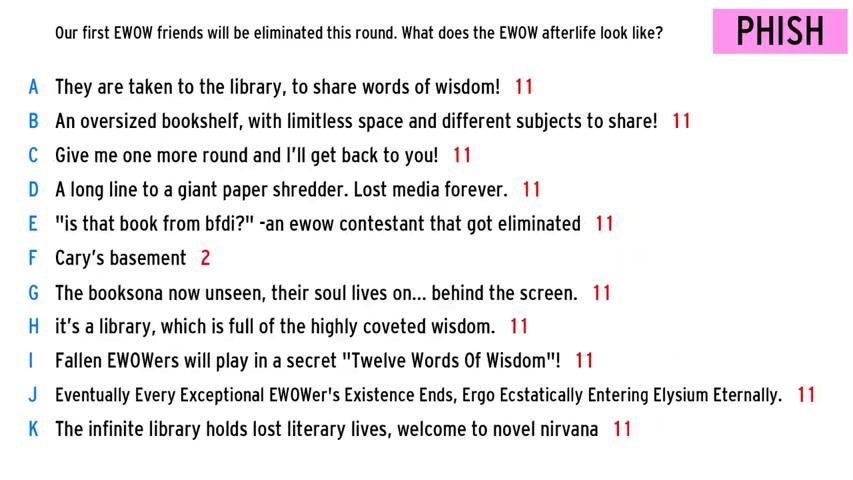 Our first EWOW friends will be eliminated this round. What does the EWOW afterlife look like?
PHISH
A They are taken to the library, to share words of wisdom! 11
B An oversized bookshelf, with limitless space and different subjects to share! 11
C Give me one more round and I'll get back to you! 11
D A long line to a giant paper shredder. Lost media forever. 11
E "is that book from bfdi?" -an ewow contestant that got eliminated 11
F Cary's basement 2
G The booksona now unseen, their soul lives on... behind the screen. 11
H it's a library, which is full of the highly coveted wisdom. 11
I Fallen EWOWers will play in a secret "Twelve Words Of Wisdom"! 11
J Eventually Every Exceptional EWOWer's Existence Ends, Ergo Ecstatically Entering Elysium Eternally. 11
K The infinite library holds lost literary lives, welcome to novel nirvana 11